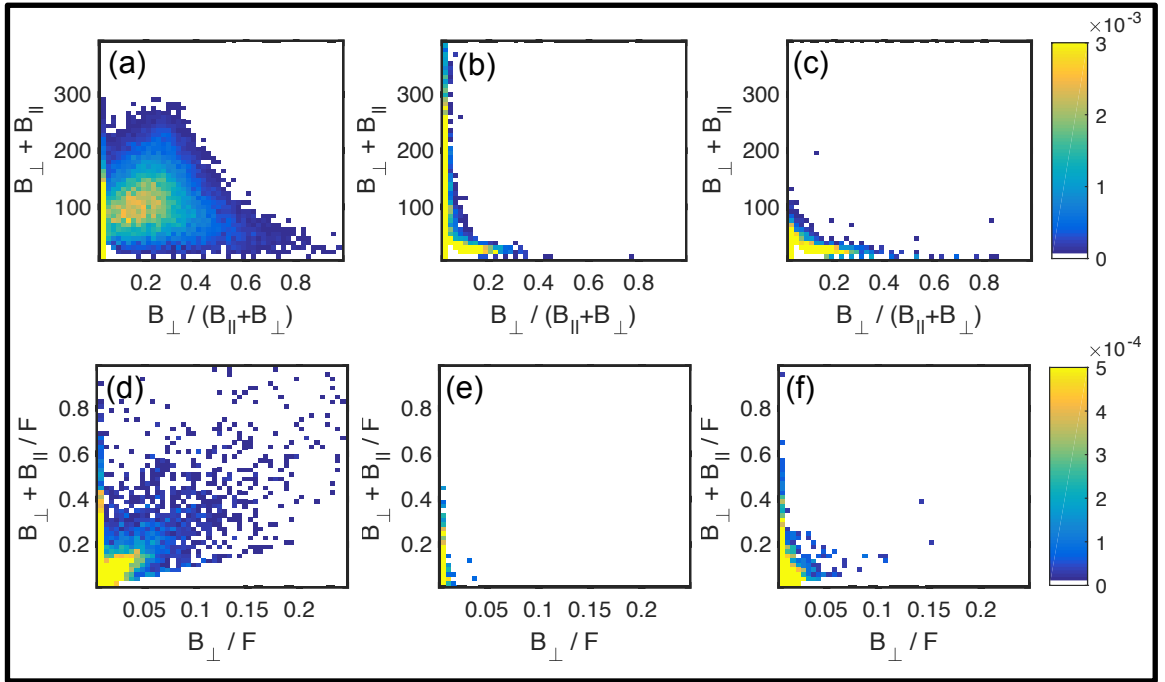 ×10⁻³
(a)
(b)
(c)
300
200
100
B⊥ + B||
0.2 0.4 0.6 0.8
B⊥ / (B||+B⊥)
300
200
100
B⊥ + B||
0.2 0.4 0.6 0.8
B⊥ / (B||+B⊥)
300
200
100
B⊥ + B||
0.2 0.4 0.6 0.8
B⊥ / (B||+B⊥)
3
2
1
0
×10⁻⁴
(d)
(e)
(f)
0.8
0.6
0.4
0.2
B⊥ + B|| / F
0.05 0.1 0.15 0.2
B⊥ / F
0.8
0.6
0.4
0.2
B⊥ + B|| / F
0.05 0.1 0.15 0.2
B⊥ / F
0.8
0.6
0.4
0.2
B⊥ + B|| / F
0.05 0.1 0.15 0.2
B⊥ / F
5
4
3
2
1
0